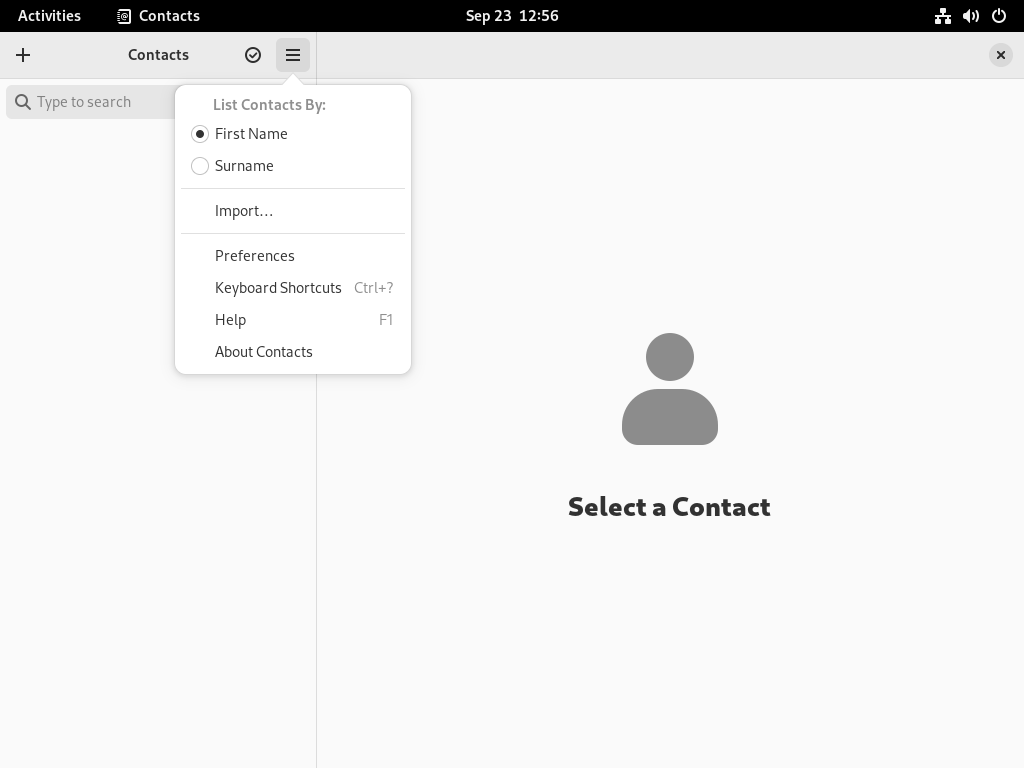 Activities Contacts Sep 23 12:56
Contacts
Type to search
List Contacts By:
First Name
Surname
Import…
Preferences
Keyboard Shortcuts Ctrl+?
Help F1
About Contacts
Select a Contact